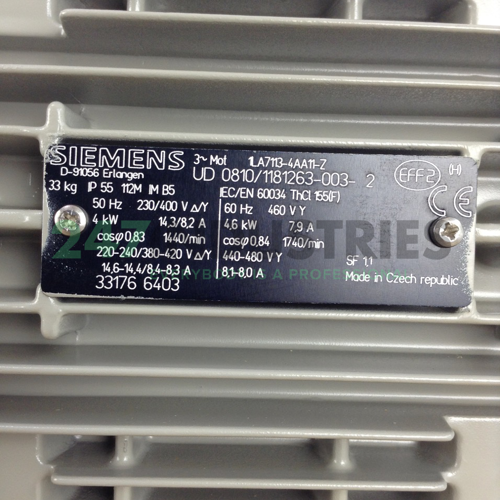 SIEMENS 3~ Mot 1LA7113-4AA11-Z
D-91056 Erlangen UD 0810/1181263-003- 2
33 kg IP 55 112M IM B5 IEC/EN 60034 ThCl 155(F)
EFF2
50 Hz 230/400 V Δ/Y 60 Hz 460 V Y
4 kW 14,3/8,2 A 4,6 kW 7,9 A
cosφ 0,83 1440/min cosφ 0,84 1740/min
220-240/380-420 V Δ/Y 440-480 V Y
14,6-14,4/8,4-8,3 A 8,1-8,0 A SF 1,1
33176 6403 Made in Czech republic
CE